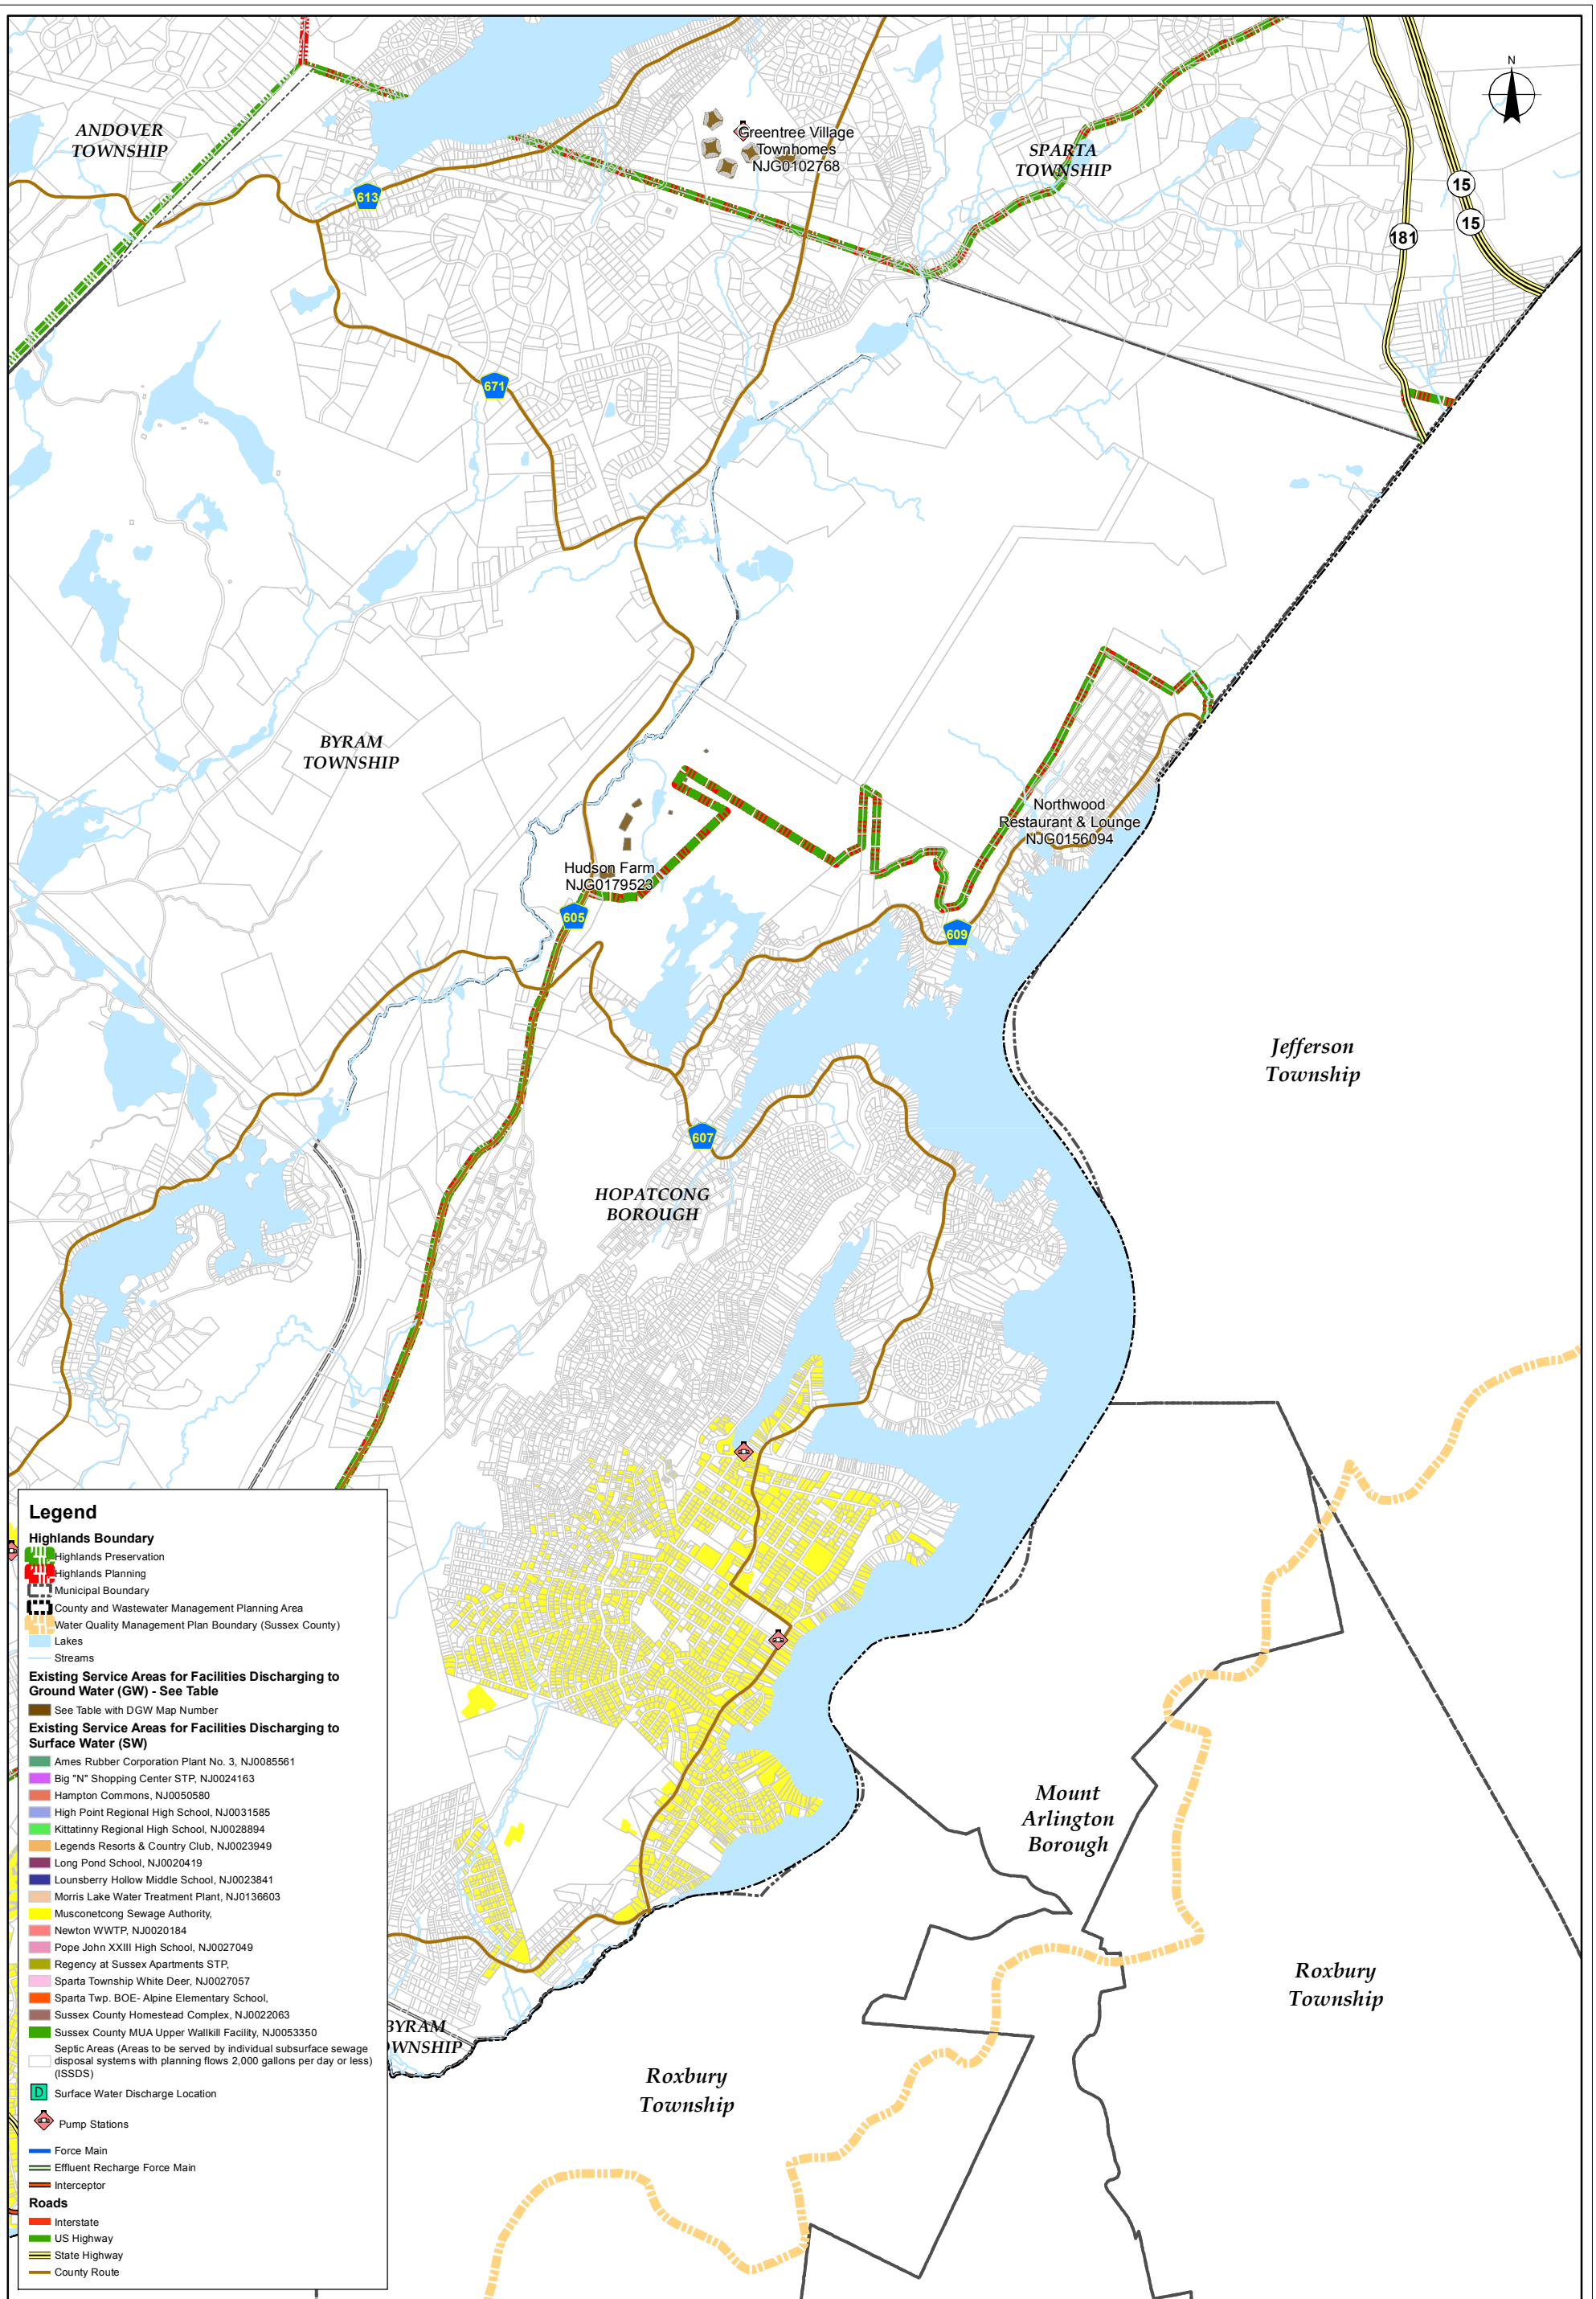 N
ANDOVER
TOWNSHIP
Greentree Village
Townhomes
NJG0102768
SPARTA
TOWNSHIP
613
15
15
181
671
BYRAM
TOWNSHIP
Northwood
Restaurant & Lounge
NJG0156094
Hudson Farm
NJG0179523
605
609
Jefferson
Township
607
HOPATCONG
BOROUGH
Mount
Arlington
Borough
Roxbury
Township
BYRAM
OWNSHIP
Roxbury
Township
Legend
Highlands Boundary
Highlands Preservation
Highlands Planning
Municipal Boundary
County and Wastewater Management Planning Area
Water Quality Management Plan Boundary (Sussex County)
Lakes
Streams
Existing Service Areas for Facilities Discharging to
Ground Water (GW) - See Table
See Table with DGW Map Number
Existing Service Areas for Facilities Discharging to
Surface Water (SW)
Ames Rubber Corporation Plant No. 3, NJ0085561
Big "N" Shopping Center STP, NJ0024163
Hampton Commons, NJ0050580
High Point Regional High School, NJ0031585
Kittatinny Regional High School, NJ0028894
Legends Resorts & Country Club, NJ0023949
Long Pond School, NJ0020419
Lounsberry Hollow Middle School, NJ0023841
Morris Lake Water Treatment Plant, NJ0136603
Musconetcong Sewage Authority,
Newton WWTP, NJ0020184
Pope John XXIII High School, NJ0027049
Regency at Sussex Apartments STP,
Sparta Township White Deer, NJ0027057
Sparta Twp. BOE- Alpine Elementary School,
Sussex County Homestead Complex, NJ0022063
Sussex County MUA Upper Wallkill Facility, NJ0053350
Septic Areas (Areas to be served by individual subsurface sewage
disposal systems with planning flows 2,000 gallons per day or less)
(ISSDS)
D Surface Water Discharge Location
Pump Stations
Force Main
Effluent Recharge Force Main
Interceptor
Roads
Interstate
US Highway
State Highway
County Route